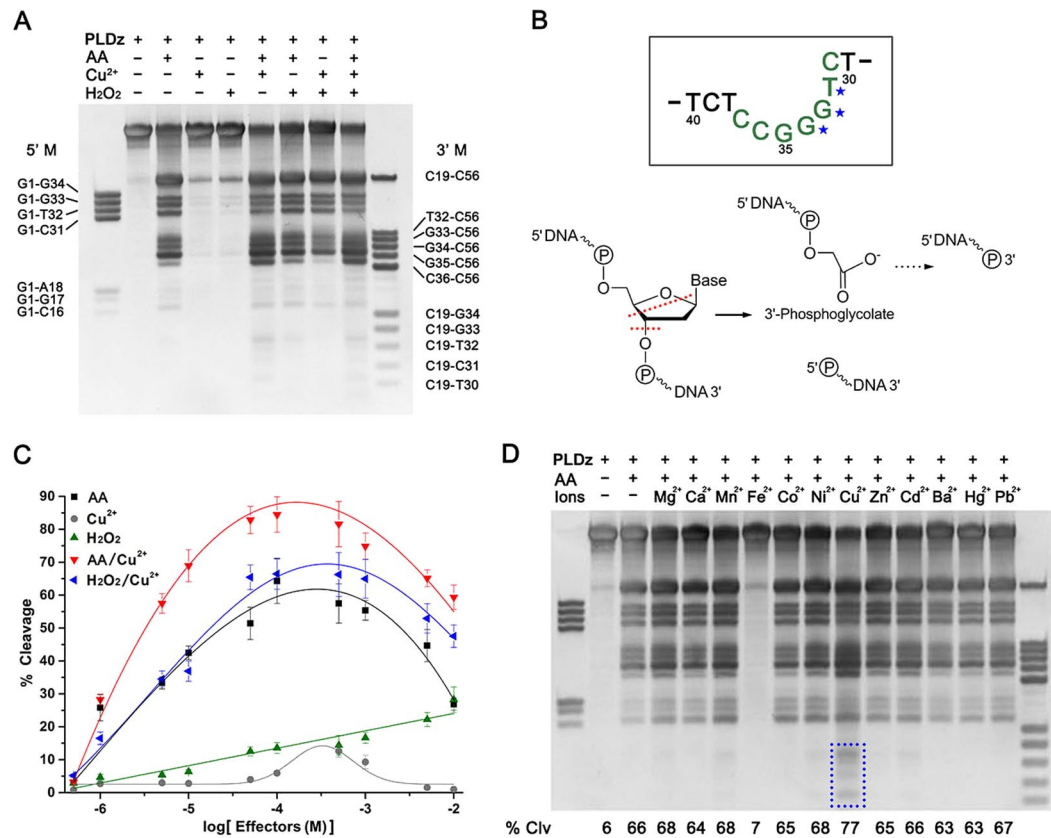 A
PLDz + + + + + + + +
AA – + – – + + – +
Cu2+ – – + – + – + +
H2O2 – – – + – + + +
5' M
3' M
G1-G34
G1-G33
G1-T32
G1-C31
G1-A18
G1-G17
G1-C16
C19-C56
T32-C56
G33-C56
G34-C56
G35-C56
C36-C56
C19-G34
C19-G33
C19-T32
C19-C31
C19-T30
B
CT–
30
T
–TCT
40
G
CCGG
35
5' DNA
P
O
O
Base
O
O
P
DNA 3'
5' DNA
P
O
O-
O
3'-Phosphoglycolate
5' DNA
P 3'
5' P
DNA 3'
C
AA
Cu2+
H2O2
AA/Cu2+
H2O2/Cu2+
% Cleavage
90
80
70
60
50
40
30
20
10
0
-6 -5 -4 -3 -2
log[ Effectors (M) ]
D
PLDz + + + + + + + + + + + + + +
AA – + + + + + + + + + + + + +
Ions – – Mg2+ Ca2+ Mn2+ Fe2+ Co2+ Ni2+ Cu2+ Zn2+ Cd2+ Ba2+ Hg2+ Pb2+
% Clv 6 66 68 64 68 7 65 68 77 65 66 63 63 67